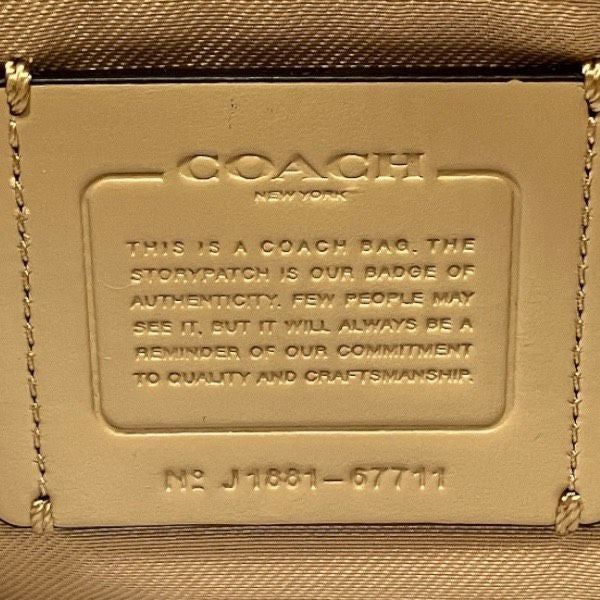 COACH
NEW YORK
THIS IS A COACH BAG. THE
STORYPATCH IS OUR BADGE OF
AUTHENTICITY. FEW PEOPLE MAY
SEE IT, BUT IT WILL ALWAYS BE A
REMINDER OF OUR COMMITMENT
TO QUALITY AND CRAFTSMANSHIP.
Nº J1881-67711